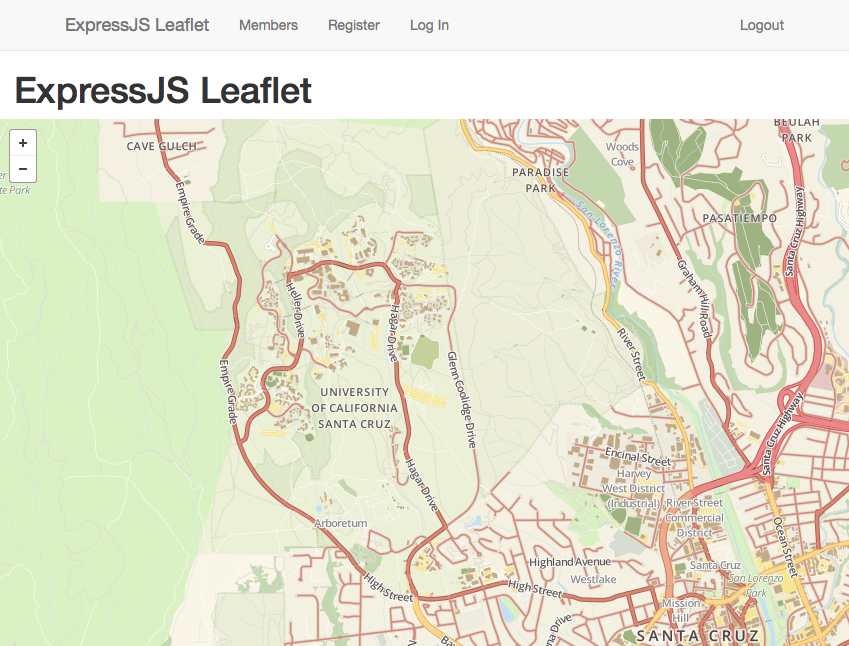 ExpressJS Leaflet Members Register Log In Logout
ExpressJS Leaflet
+
−
CAVE GULCH
BEULAH
PARK
Woods
Cove
PARADISE
PARK
te Park
Empire Grade
San Lorenzo River
PASATIEMPO
Santa Cruz Highway
Graham Hill Road
Heller Drive
Hagar Drive
River Street
Glenn Coolidge Drive
Empire Grade
UNIVERSITY
OF CALIFORNIA
SANTA CRUZ
Santa Cruz Highway
Encinal Street
Harvey
West District
(Industrial)
Hagar Drive
River Street
Commercial
District
Arboretum
Ocean Street
Highland Avenue
Westlake
Santa Cruz
San Lorenzo
Park
High Street
High Street
Mission
Hill
SANTA CRUZ
na Drive
Ba